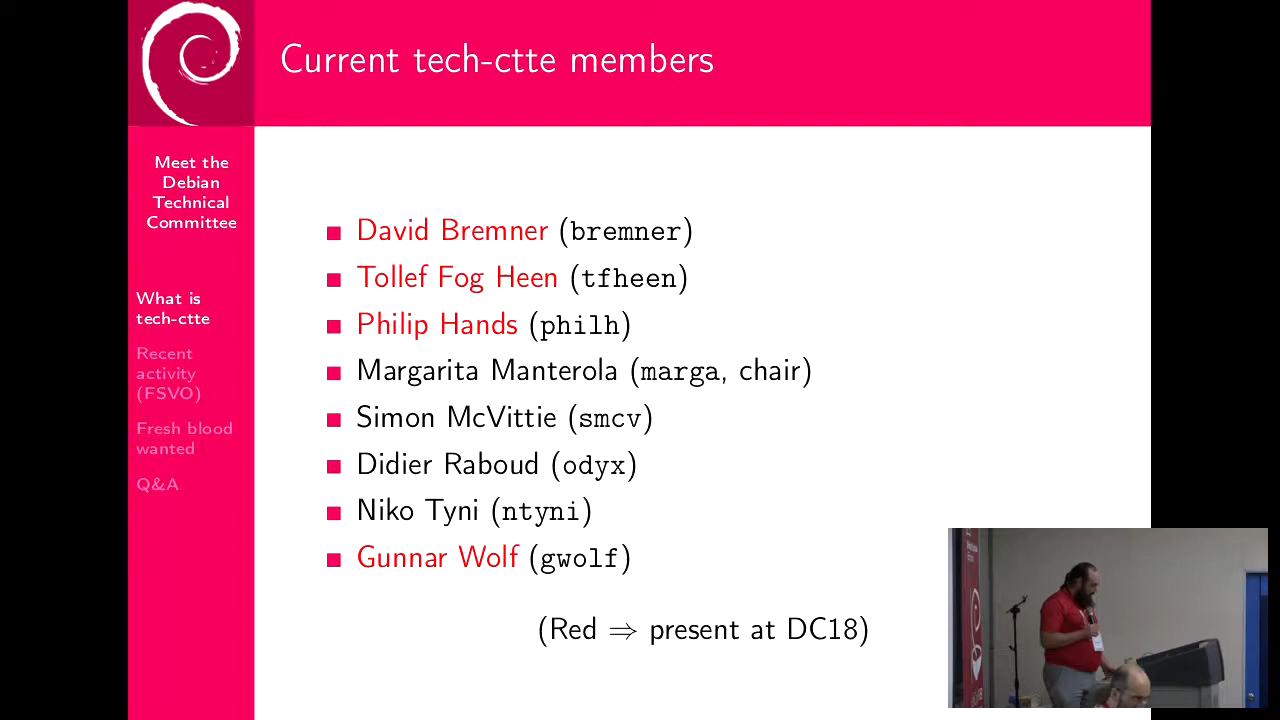 Current tech-ctte members
Meet the
Debian
Technical
Committee
What is
tech-ctte
Recent
activity
(FSVO)
Fresh blood
wanted
Q&A
David Bremner (bremner)
Tollef Fog Heen (tfheen)
Philip Hands (philh)
Margarita Manterola (marga, chair)
Simon McVittie (smcv)
Didier Raboud (odyx)
Niko Tyni (ntyni)
Gunnar Wolf (gwolf)
(Red ⇒ present at DC18)